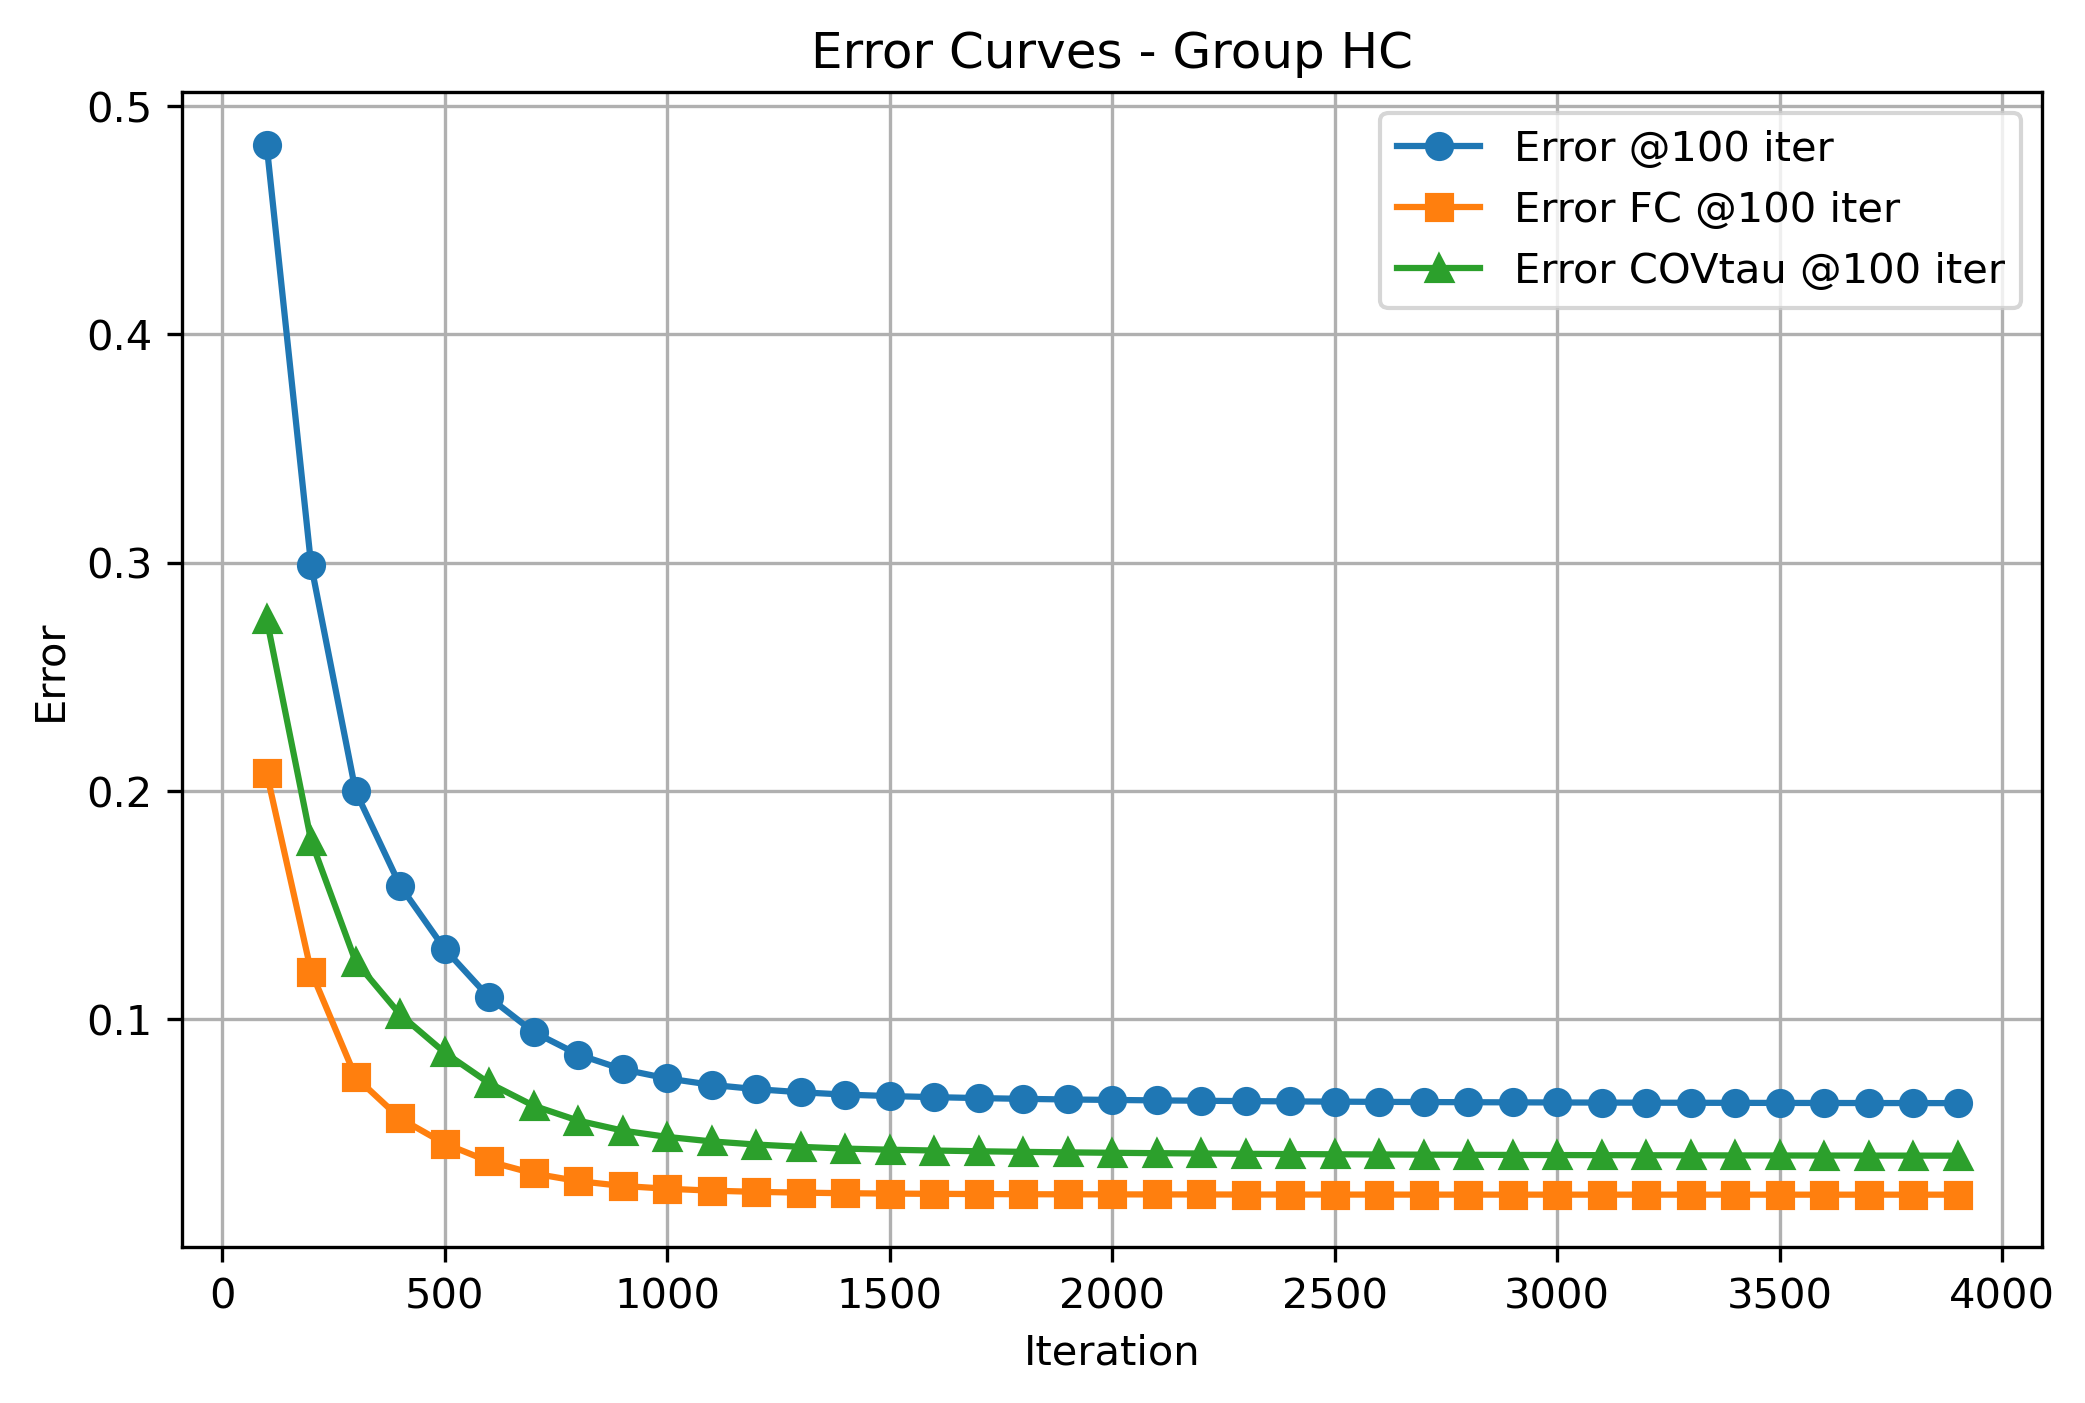 Error Curves - Group HC
Error @100 iter
Error FC @100 iter
Error COVtau @100 iter
Error
0.5
0.4
0.3
0.2
0.1
0 500 1000 1500 2000 2500 3000 3500 4000
Iteration